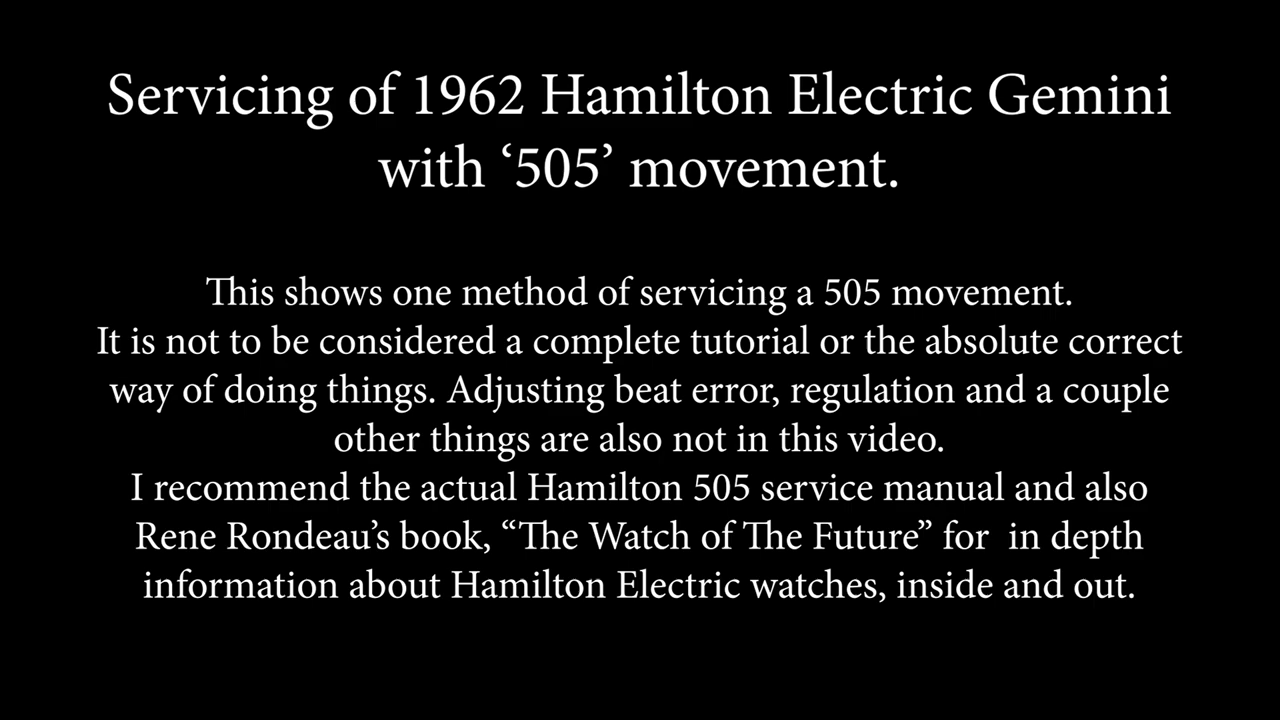 Servicing of 1962 Hamilton Electric Gemini
with ‘505’ movement.
This shows one method of servicing a 505 movement.
It is not to be considered a complete tutorial or the absolute correct
way of doing things. Adjusting beat error, regulation and a couple
other things are also not in this video.
I recommend the actual Hamilton 505 service manual and also
Rene Rondeau’s book, “The Watch of The Future” for  in depth
information about Hamilton Electric watches, inside and out.